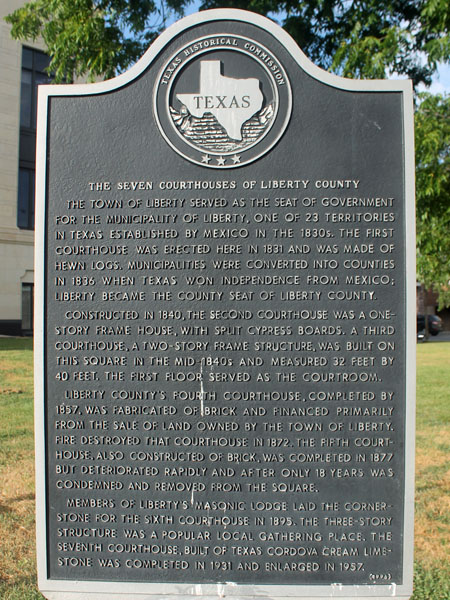 TEXAS HISTORICAL COMMISSION
TEXAS
THE SEVEN COURTHOUSES OF LIBERTY COUNTY
THE TOWN OF LIBERTY SERVED AS THE SEAT OF GOVERNMENT
FOR THE MUNICIPALITY OF LIBERTY, ONE OF 23 TERRITORIES
IN TEXAS ESTABLISHED BY MEXICO IN THE 1830s. THE FIRST
COURTHOUSE WAS ERECTED HERE IN 1831 AND WAS MADE OF
HEWN LOGS. MUNICIPALITIES WERE CONVERTED INTO COUNTIES
IN 1836 WHEN TEXAS WON INDEPENDENCE FROM MEXICO;
LIBERTY BECAME THE COUNTY SEAT OF LIBERTY COUNTY.
CONSTRUCTED IN 1840, THE SECOND COURTHOUSE WAS A ONE-
STORY FRAME HOUSE, WITH SPLIT CYPRESS BOARDS. A THIRD
COURTHOUSE, A TWO-STORY FRAME STRUCTURE, WAS BUILT ON
THIS SQUARE IN THE MID-1840s AND MEASURED 32 FEET BY
40 FEET. THE FIRST FLOOR SERVED AS THE COURTROOM.
LIBERTY COUNTY'S FOURTH COURTHOUSE, COMPLETED BY
1857, WAS FABRICATED OF BRICK AND FINANCED PRIMARILY
FROM THE SALE OF LAND OWNED BY THE TOWN OF LIBERTY.
FIRE DESTROYED THAT COURTHOUSE IN 1872. THE FIFTH COURT-
HOUSE, ALSO CONSTRUCTED OF BRICK, WAS COMPLETED IN 1877
BUT DETERIORATED RAPIDLY AND AFTER ONLY 18 YEARS WAS
CONDEMNED AND REMOVED FROM THE SQUARE.
MEMBERS OF LIBERTY'S MASONIC LODGE LAID THE CORNER-
STONE FOR THE SIXTH COURTHOUSE IN 1895. THE THREE-STORY
STRUCTURE WAS A POPULAR LOCAL GATHERING PLACE. THE
SEVENTH COURTHOUSE, BUILT OF TEXAS CORDOVA CREAM LIME-
STONE WAS COMPLETED IN 1931 AND ENLARGED IN 1957.
(1996)